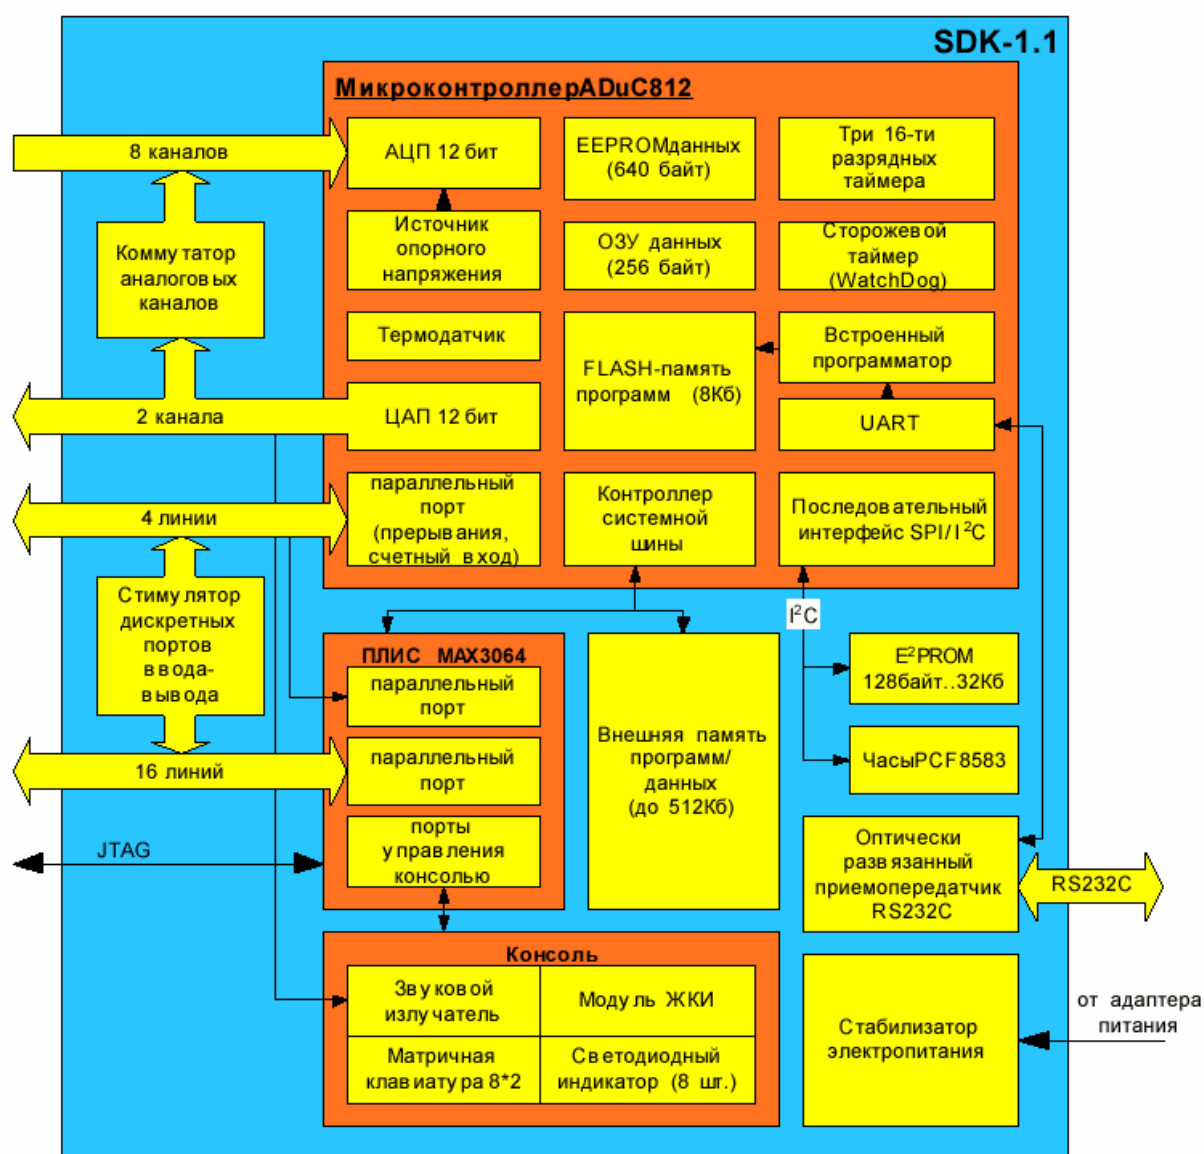 SDK-1.1
МикроконтроллерADuC812
8 каналов
АЦП 12 бит
EEPROMданных
(640 байт)
Три 16-ти
разрядных
таймера
Источник
опорного
напряжения
ОЗУ данных
(256 байт)
Сторожевой
таймер
(WatchDog)
Коммутатор
аналоговых
каналов
Термодатчик
FLASH-память
программ (8Кб)
Встроенный
программатор
2 канала
ЦАП 12 бит
UART
4 линии
параллельный
порт
(прерывания,
счетный вход)
Контроллер
системной
шины
Последовательный
интерфейс SPI/I²C
I²C
Стимулятор
дискретных
портов
ввода-
вывода
ПЛИС MAX3064
параллельный
порт
E²PROM
128байт..32Кб
16 линий
параллельный
порт
Внешняя память
программ/
данных
(до 512Кб)
ЧасыPCF8583
JTAG
порты
управления
консолью
Оптически
развязанный
приемопередатчик
RS232C
RS232C
Консоль
Звуковой
излучатель
Модуль ЖКИ
Матричная
клавиатура 8*2
Светодиодный
индикатор (8 шт.)
Стабилизатор
электропитания
от адаптера
питания